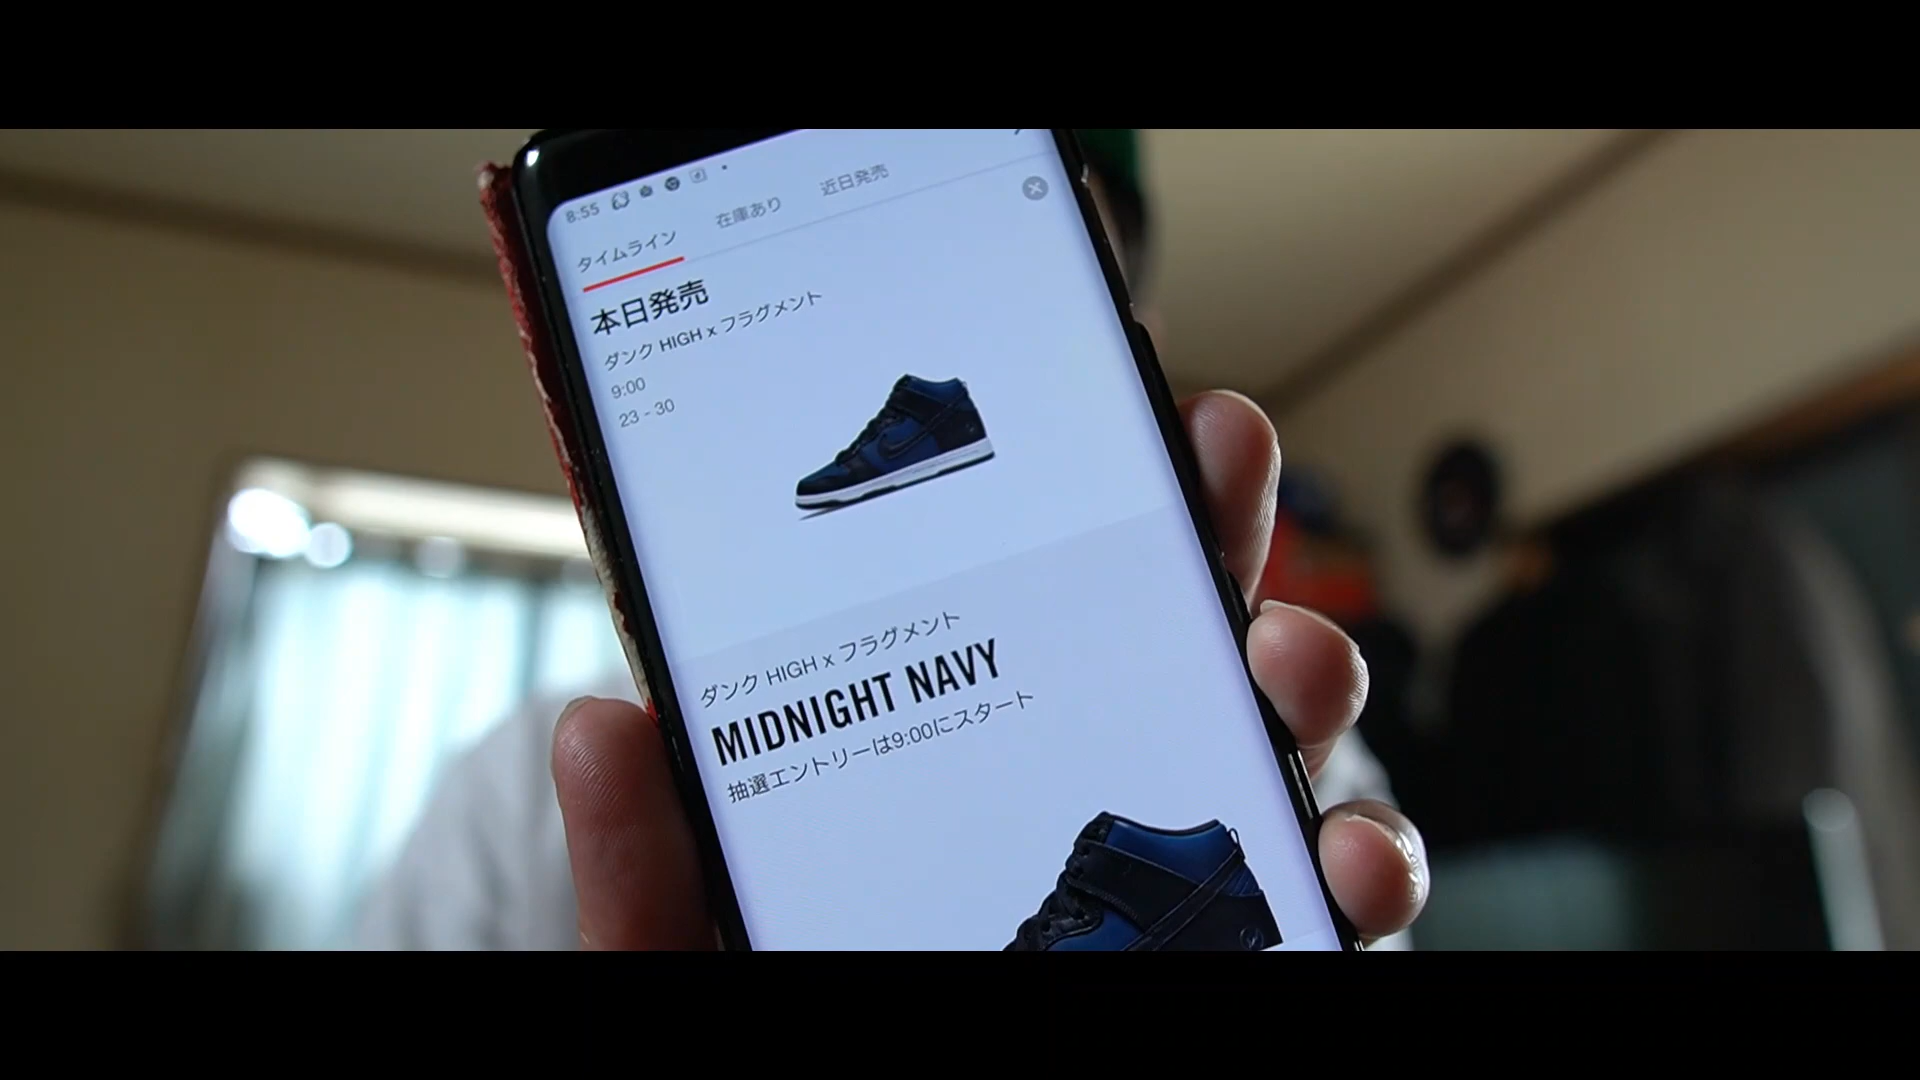 8:55
タイムライン 在庫あり 近日発売
本日発売
ダンク HIGH x フラグメント
9:00
23 - 30
ダンク HIGH x フラグメント
MIDNIGHT NAVY
抽選エントリーは9:00にスタート